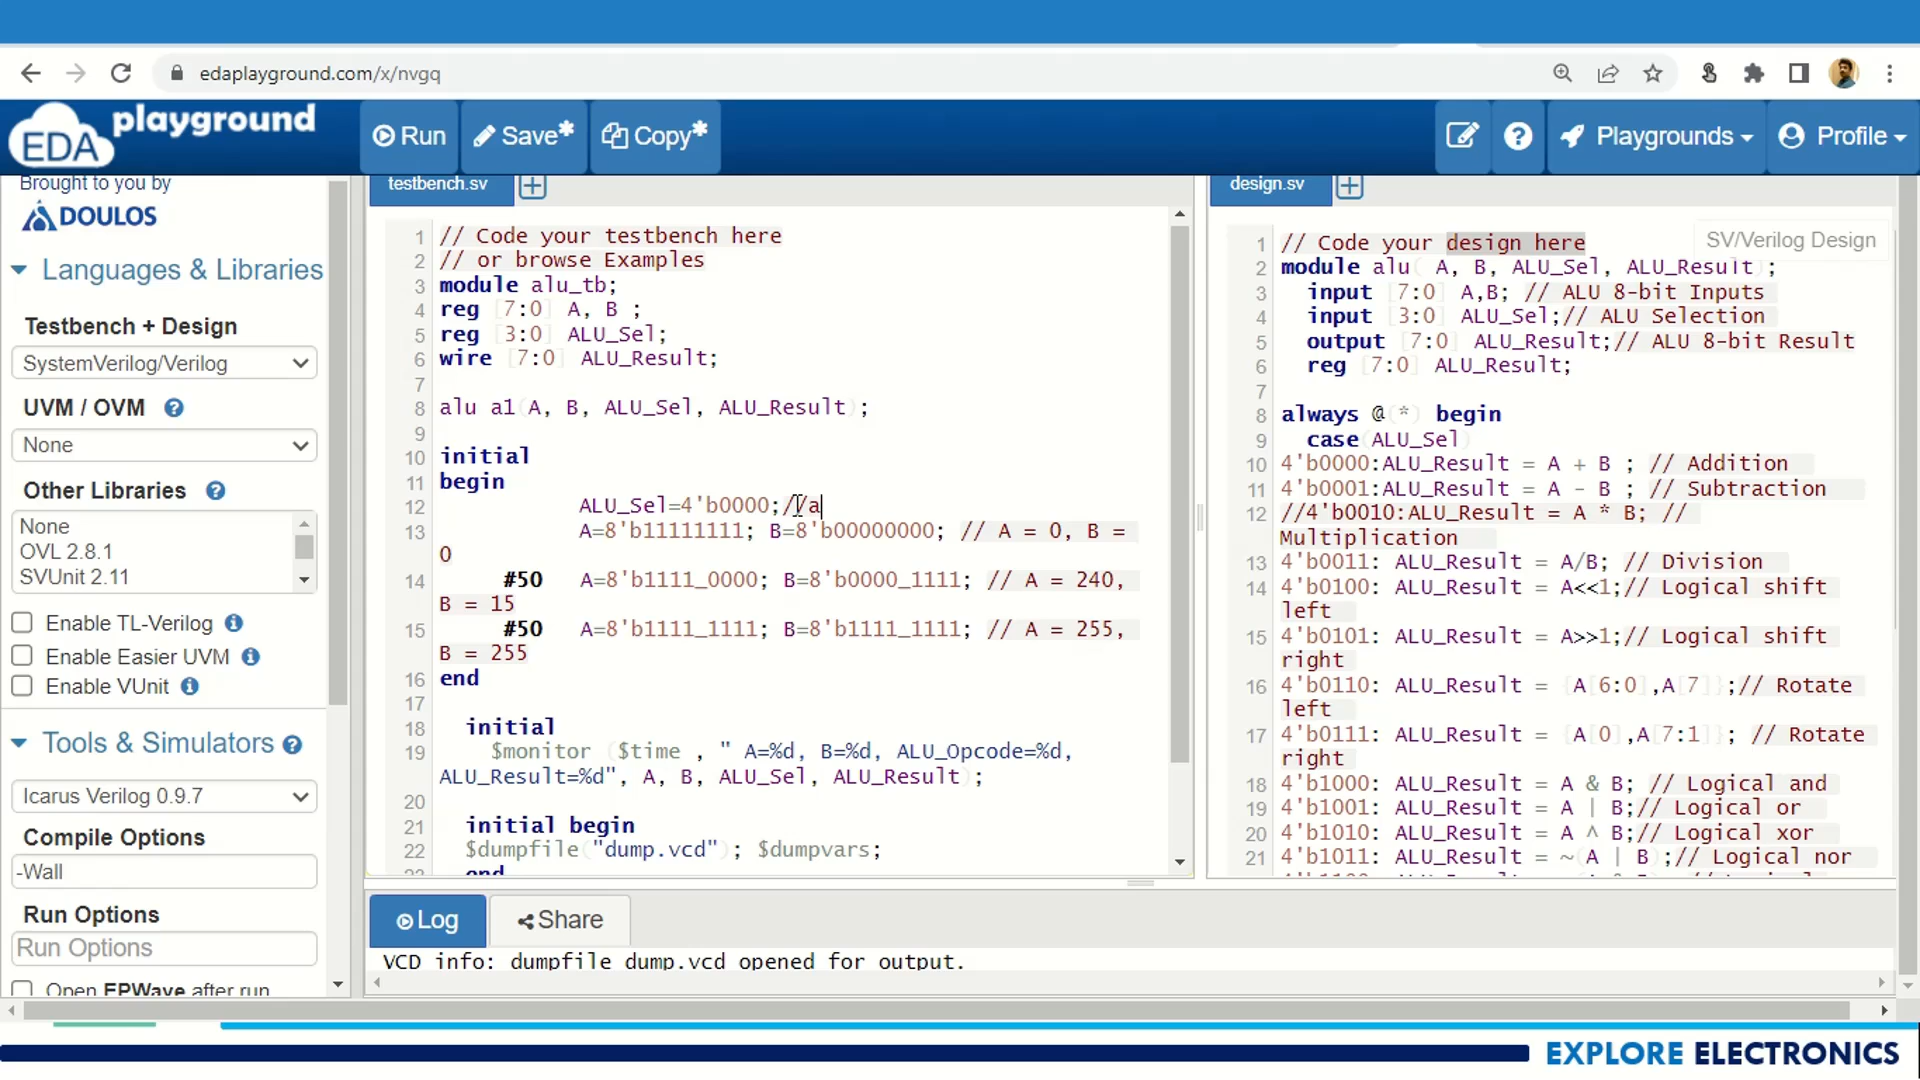 edaplayground.com/x/nvgq
EDA playground
Run
Save*
Copy*
Playgrounds
Profile
Brought to you by
DOULOS
Languages & Libraries
Testbench + Design
SystemVerilog/Verilog
UVM / OVM
None
Other Libraries
None
OVL 2.8.1
SVUnit 2.11
Enable TL-Verilog
Enable Easier UVM
Enable VUnit
Tools & Simulators
Icarus Verilog 0.9.7
Compile Options
-Wall
Run Options
Run Options
Open EPWave after run
testbench.sv
1 // Code your testbench here
2 // or browse Examples
3 module alu_tb;
4 reg [7:0] A, B ;
5 reg [3:0] ALU_Sel;
6 wire [7:0] ALU_Result;
7
8 alu a1(A, B, ALU_Sel, ALU_Result);
9
10 initial
11 begin
12 ALU_Sel=4'b0000;//a
13 A=8'b11111111; B=8'b00000000; // A = 0, B =
0
14 #50 A=8'b1111_0000; B=8'b0000_1111; // A = 240,
B = 15
15 #50 A=8'b1111_1111; B=8'b1111_1111; // A = 255,
B = 255
16 end
17
18 initial
19 $monitor ($time , " A=%d, B=%d, ALU_Opcode=%d,
ALU_Result=%d", A, B, ALU_Sel, ALU_Result);
20
21 initial begin
22 $dumpfile("dump.vcd"); $dumpvars;
23 end
design.sv
SV/Verilog Design
1 // Code your design here
2 module alu( A, B, ALU_Sel, ALU_Result);
3 input [7:0] A,B; // ALU 8-bit Inputs
4 input [3:0] ALU_Sel;// ALU Selection
5 output [7:0] ALU_Result;// ALU 8-bit Result
6 reg [7:0] ALU_Result;
7
8 always @(*) begin
9 case(ALU_Sel)
10 4'b0000:ALU_Result = A + B ; // Addition
11 4'b0001:ALU_Result = A - B ; // Subtraction
12 //4'b0010:ALU_Result = A * B; //
Multiplication
13 4'b0011: ALU_Result = A/B; // Division
14 4'b0100: ALU_Result = A<<1;// Logical shift
left
15 4'b0101: ALU_Result = A>>1;// Logical shift
right
16 4'b0110: ALU_Result = {A[6:0],A[7]};// Rotate
left
17 4'b0111: ALU_Result = {A[0],A[7:1]}; // Rotate
right
18 4'b1000: ALU_Result = A & B; // Logical and
19 4'b1001: ALU_Result = A | B;// Logical or
20 4'b1010: ALU_Result = A ^ B;// Logical xor
21 4'b1011: ALU_Result = ~(A | B);// Logical nor
Log
Share
VCD info: dumpfile dump.vcd opened for output.
EXPLORE ELECTRONICS